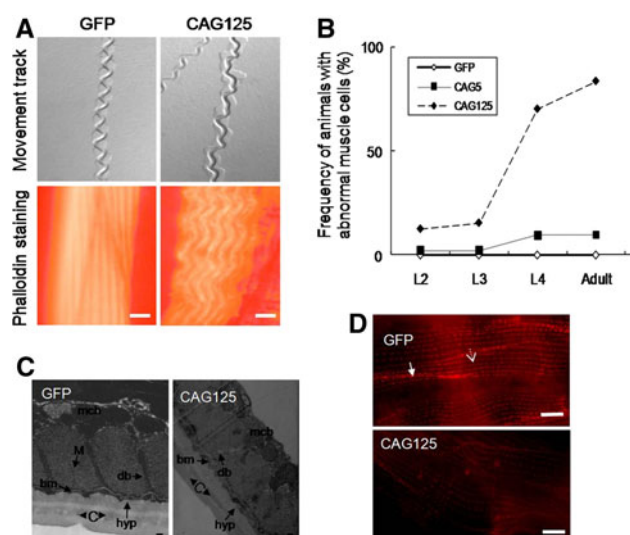 A
GFP CAG125
Movement track
Phalloidin staining
B
Frequency of animals with
abnormal muscle cells (%)
100
50
0
GFP
CAG5
CAG125
L2 L3 L4 Adult
C
GFP
mcb
M
db
bm
C
hyp
CAG125
mcb
bm
db
C
hyp
D
GFP
CAG125